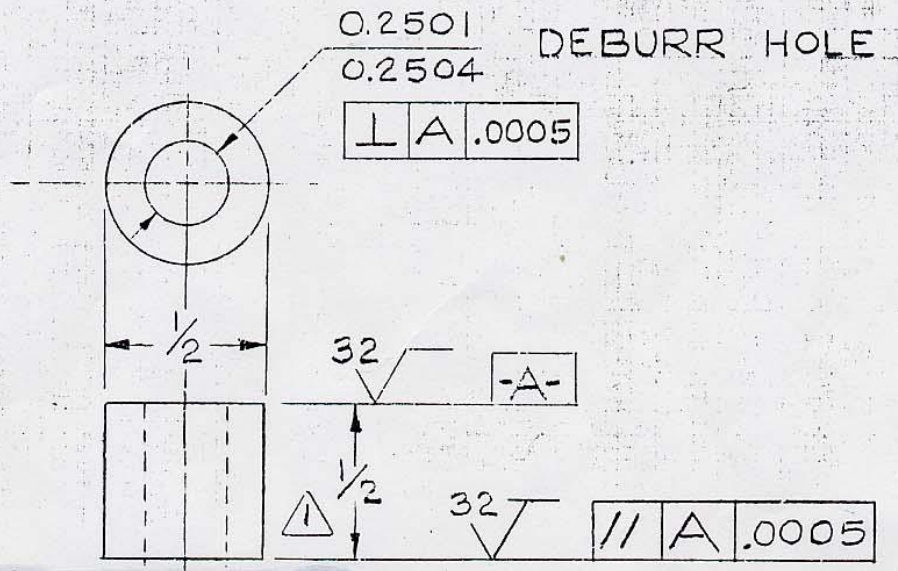 0.2501 DEBURR HOLE
0.2504
⊥ A .0005
1/2
32 -A-
1/2
1 32 // A .0005